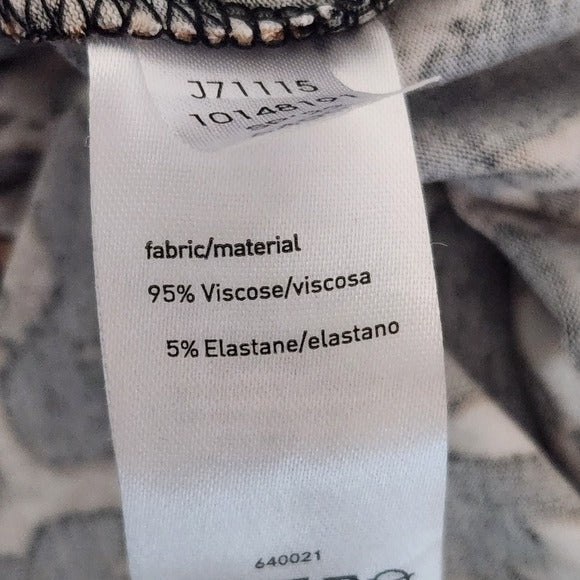 J71115
fabric/material
95% Viscose/viscosa
5% Elastane/elastano
640021